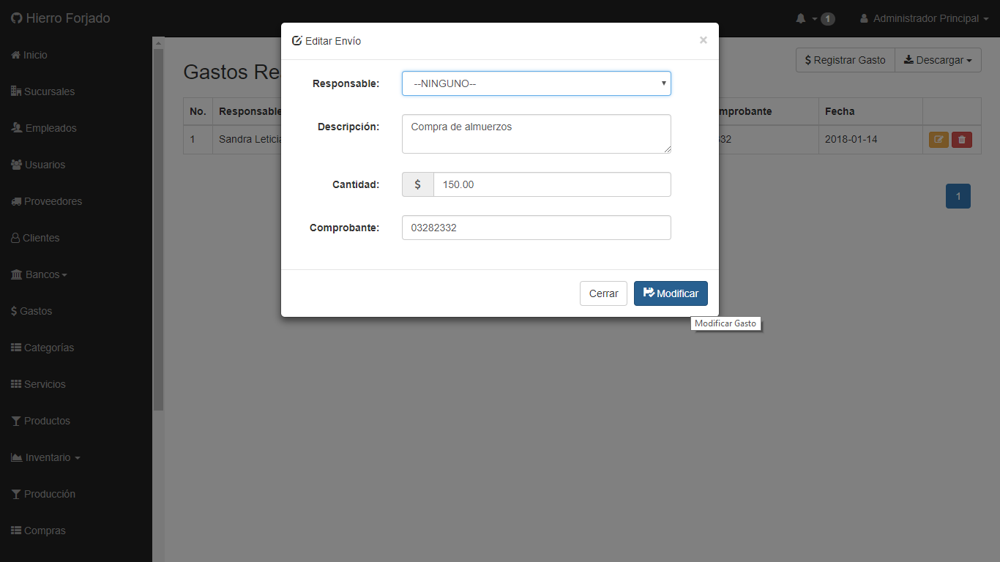 Hierro Forjado
1
Administrador Principal
Inicio
Sucursales
Empleados
Usuarios
Proveedores
Clientes
Bancos
$ Gastos
Categorías
Servicios
Productos
Inventario
Producción
Compras
Gastos Re
$ Registrar Gasto
Descargar
No. Responsable mprobante Fecha
1 Sandra Leticia 32 2018-01-14
1
Editar Envío
×
Responsable: --NINGUNO--
Descripción: Compra de almuerzos
Cantidad: $ 150.00
Comprobante: 03282332
Cerrar
Modificar
Modificar Gasto